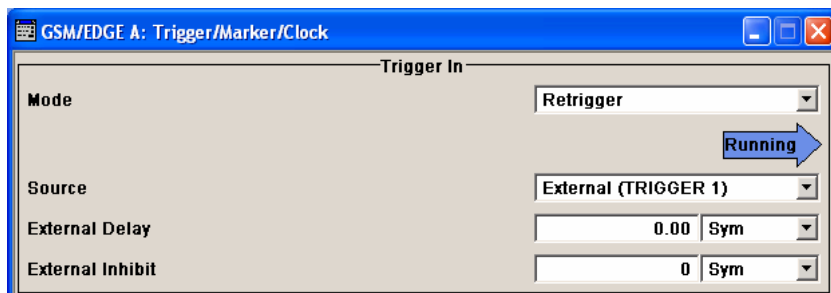 GSM/EDGE A: Trigger/Marker/Clock
Trigger In
Mode Retrigger
Running
Source External (TRIGGER 1)
External Delay 0.00 Sym
External Inhibit 0 Sym